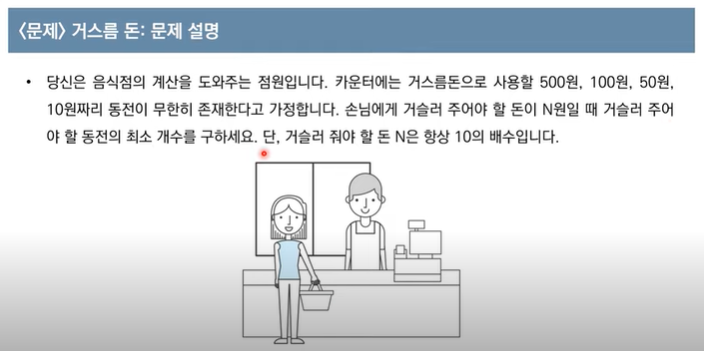 <문제> 거스름 돈: 문제 설명
• 당신은 음식점의 계산을 도와주는 점원입니다. 카운터에는 거스름돈으로 사용할 500원, 100원, 50원,
10원짜리 동전이 무한히 존재한다고 가정합니다. 손님에게 거슬러 주어야 할 돈이 N원일 때 거슬러 주어
야 할 동전의 최소 개수를 구하세요. 단, 거슬러 줘야 할 돈 N은 항상 10의 배수입니다.